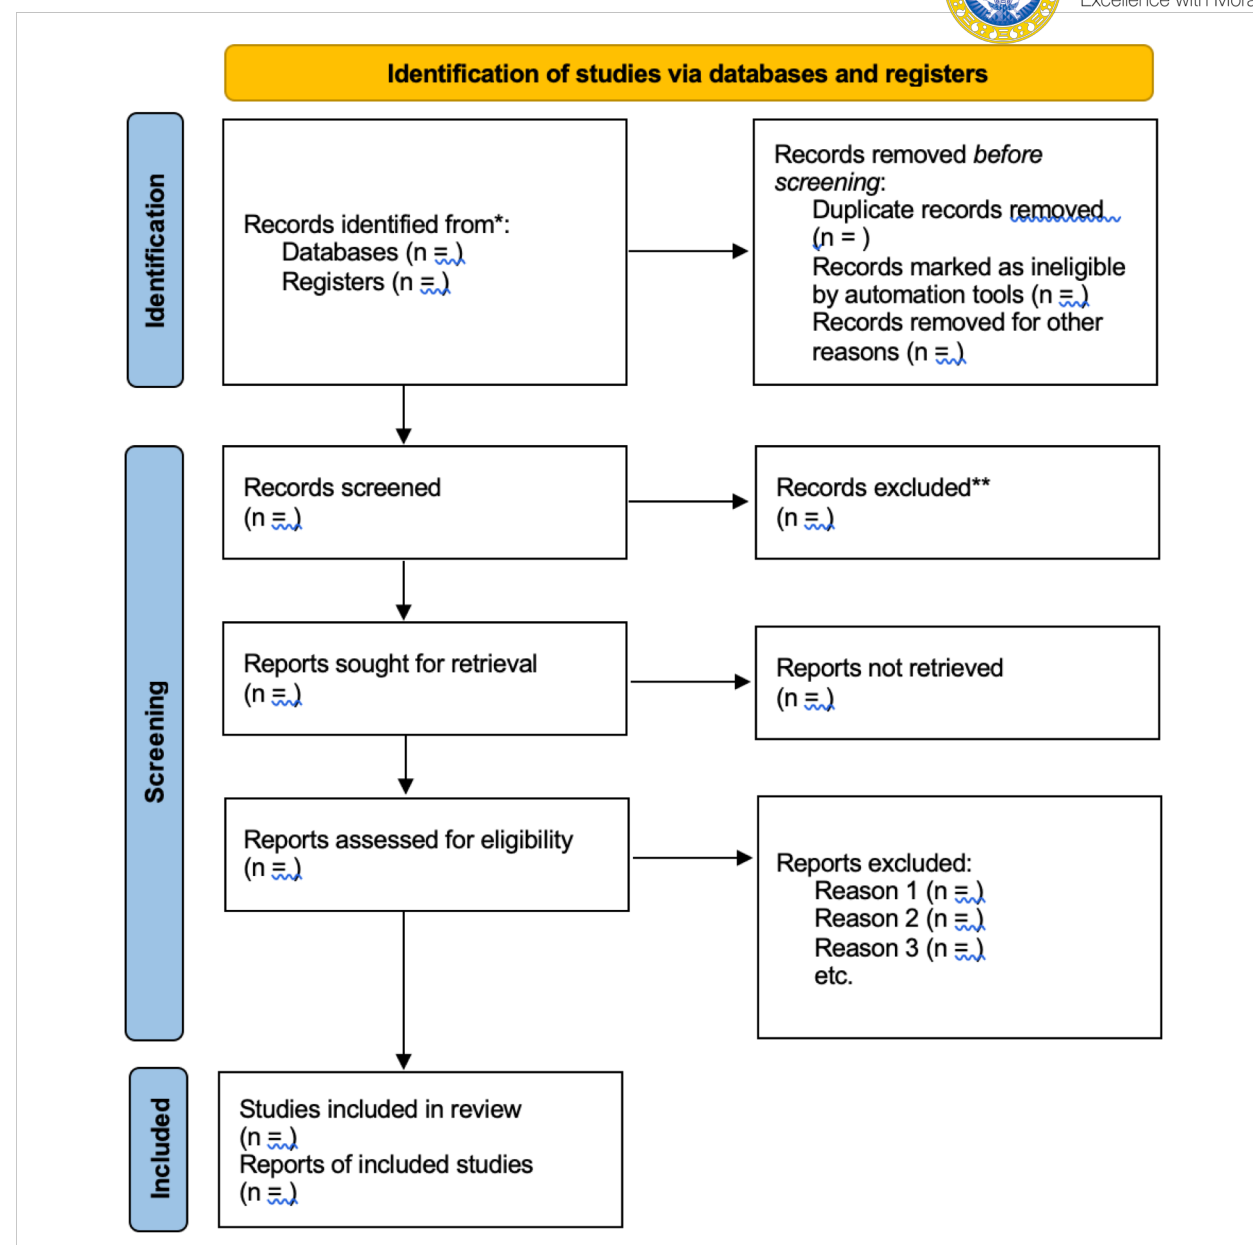 Excellence with Mora
Identification of studies via databases and registers
Identification
Records identified from*:
Databases (n = )
Registers (n = )
Records removed before
screening:
Duplicate records removed
(n = )
Records marked as ineligible
by automation tools (n = )
Records removed for other
reasons (n = )
Screening
Records screened
(n = )
Records excluded**
(n = )
Reports sought for retrieval
(n = )
Reports not retrieved
(n = )
Reports assessed for eligibility
(n = )
Reports excluded:
Reason 1 (n = )
Reason 2 (n = )
Reason 3 (n = )
etc.
Included
Studies included in review
(n = )
Reports of included studies
(n = )